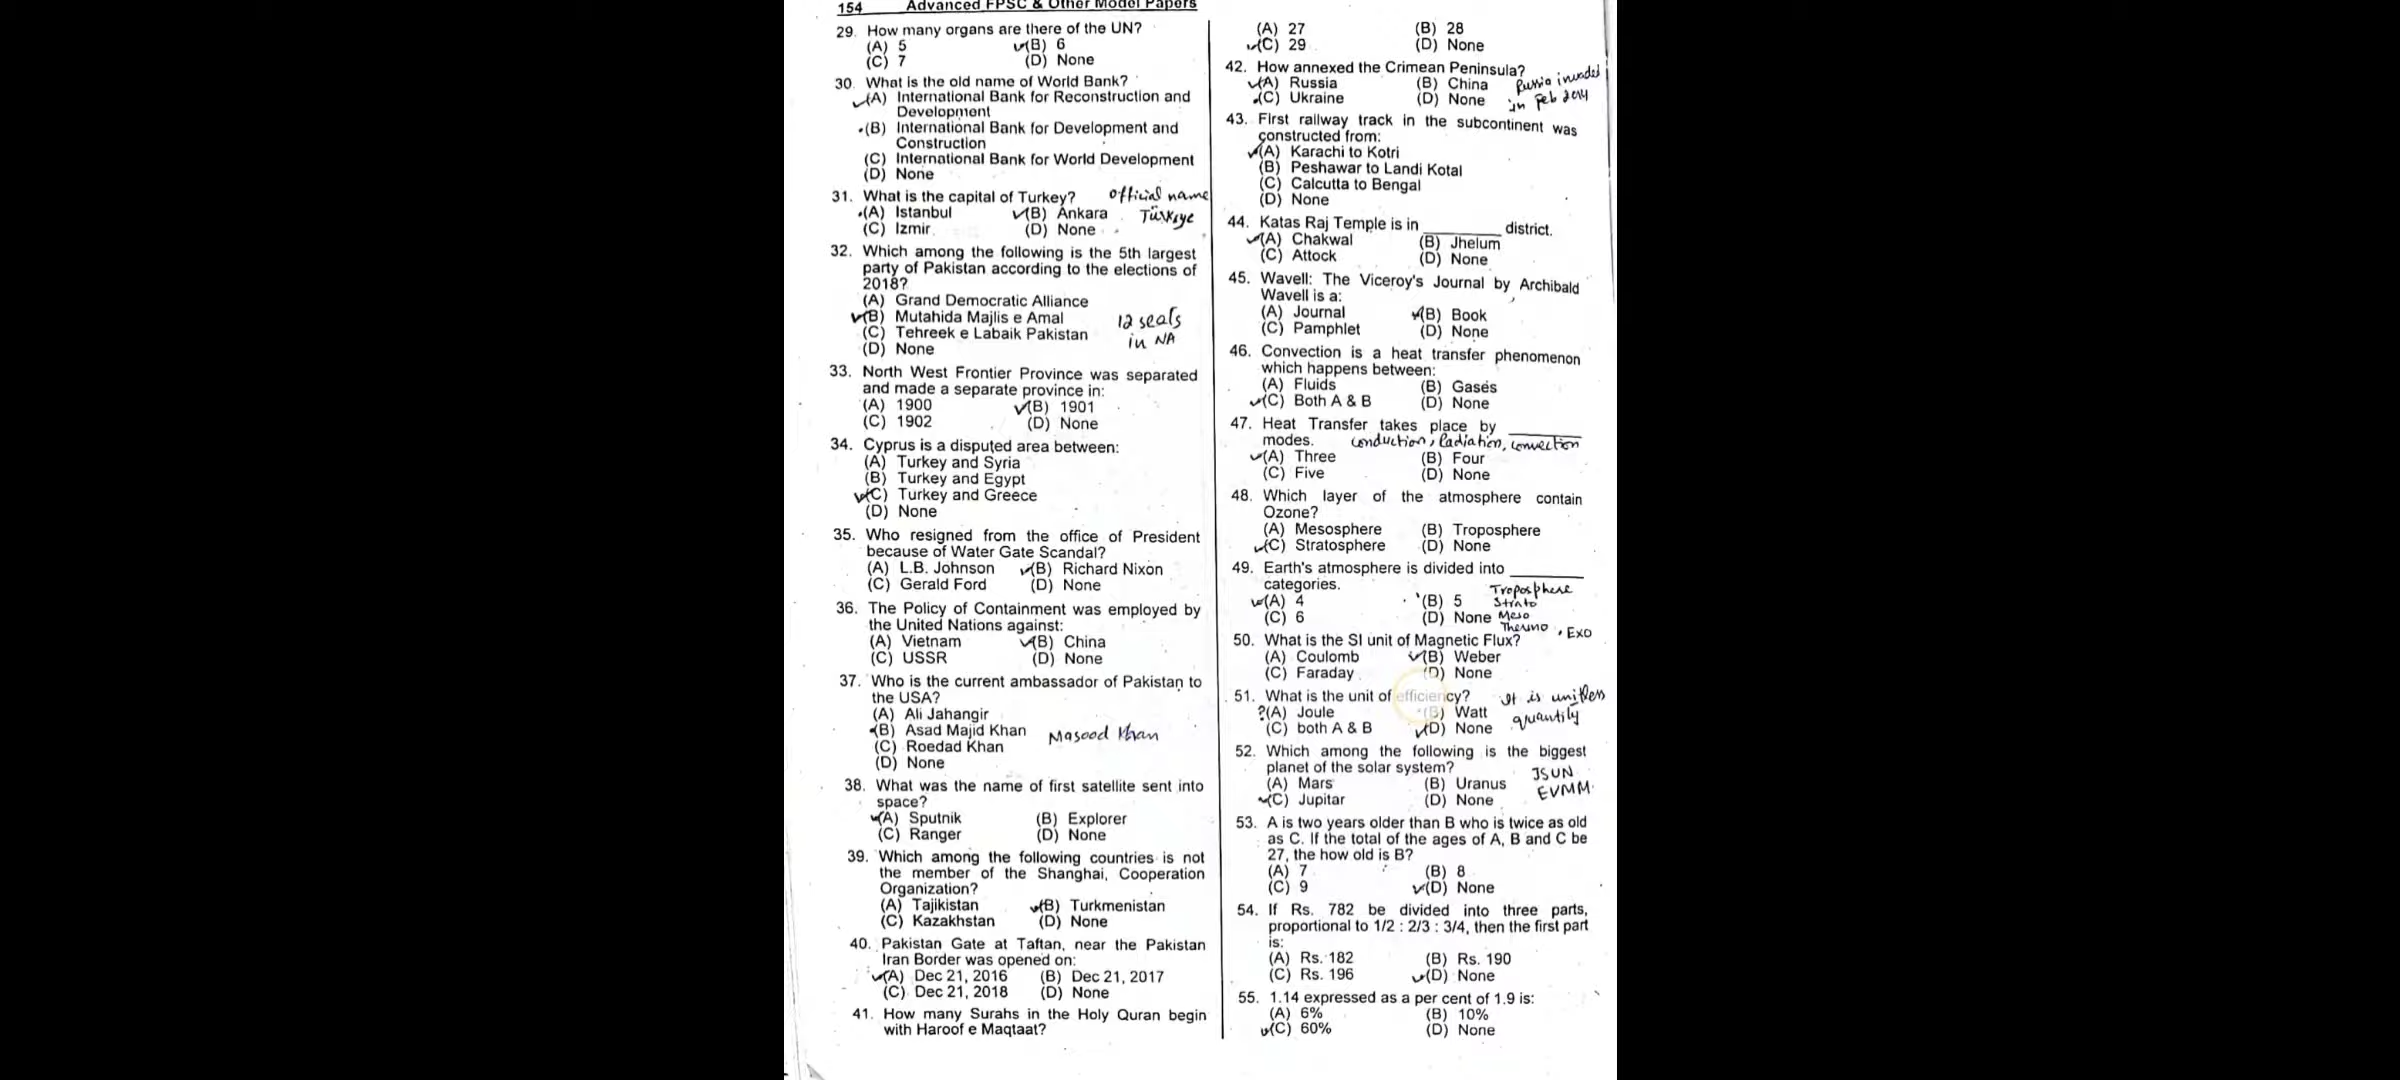 154 Advanced FPSC & Other Model Papers
29. How many organs are there of the UN?
(A) 5 (B) 6
(C) 7 (D) None
30. What is the old name of World Bank?
(A) International Bank for Reconstruction and
Development
(B) International Bank for Development and
Construction
(C) International Bank for World Development
(D) None
31. What is the capital of Turkey? official name
(A) Istanbul (B) Ankara Türkiye
(C) Izmir (D) None
32. Which among the following is the 5th largest
party of Pakistan according to the elections of
2018?
(A) Grand Democratic Alliance
(B) Mutahida Majlis e Amal 12 seats
(C) Tehreek e Labaik Pakistan in NA
(D) None
33. North West Frontier Province was separated
and made a separate province in:
(A) 1900 (B) 1901
(C) 1902 (D) None
34. Cyprus is a disputed area between:
(A) Turkey and Syria
(B) Turkey and Egypt
(C) Turkey and Greece
(D) None
35. Who resigned from the office of President
because of Water Gate Scandal?
(A) L.B. Johnson (B) Richard Nixon
(C) Gerald Ford (D) None
36. The Policy of Containment was employed by
the United Nations against:
(A) Vietnam (B) China
(C) USSR (D) None
37. Who is the current ambassador of Pakistan to
the USA?
(A) Ali Jahangir
(B) Asad Majid Khan Masood Khan
(C) Roedad Khan
(D) None
38. What was the name of first satellite sent into
space?
(A) Sputnik (B) Explorer
(C) Ranger (D) None
39. Which among the following countries is not
the member of the Shanghai, Cooperation
Organization?
(A) Tajikistan (B) Turkmenistan
(C) Kazakhstan (D) None
40. Pakistan Gate at Taftan, near the Pakistan
Iran Border was opened on:
(A) Dec 21, 2016 (B) Dec 21, 2017
(C) Dec 21, 2018 (D) None
41. How many Surahs in the Holy Quran begin
with Haroof e Maqtaat?
(A) 27 (B) 28
(C) 29 (D) None
42. How annexed the Crimean Peninsula?
(A) Russia (B) China Russia invaded
(C) Ukraine (D) None in Feb 2014
43. First railway track in the subcontinent was
constructed from:
(A) Karachi to Kotri
(B) Peshawar to Landi Kotal
(C) Calcutta to Bengal
(D) None
44. Katas Raj Temple is in ________ district.
(A) Chakwal (B) Jhelum
(C) Attock (D) None
45. Wavell: The Viceroy's Journal by Archibald
Wavell is a:
(A) Journal (B) Book
(C) Pamphlet (D) None
46. Convection is a heat transfer phenomenon
which happens between:
(A) Fluids (B) Gases
(C) Both A & B (D) None
47. Heat Transfer takes place by ________
modes. conduction, Radiation, convection
(A) Three (B) Four
(C) Five (D) None
48. Which layer of the atmosphere contain
Ozone?
(A) Mesosphere (B) Troposphere
(C) Stratosphere (D) None
49. Earth's atmosphere is divided into ________
categories. Troposphere
(A) 4 (B) 5 Strato
(C) 6 (D) None Meso
Thermo, Exo
50. What is the SI unit of Magnetic Flux?
(A) Coulomb (B) Weber
(C) Faraday (D) None
51. What is the unit of efficiency? It is unitless
?(A) Joule (B) Watt quantity
(C) both A & B (D) None
52. Which among the following is the biggest
planet of the solar system? JSUN
(A) Mars (B) Uranus EVMM
(C) Jupitar (D) None
53. A is two years older than B who is twice as old
as C. If the total of the ages of A, B and C be
27, the how old is B?
(A) 7 (B) 8
(C) 9 (D) None
54. If Rs. 782 be divided into three parts,
proportional to 1/2 : 2/3 : 3/4, then the first part
is:
(A) Rs. 182 (B) Rs. 190
(C) Rs. 196 (D) None
55. 1.14 expressed as a per cent of 1.9 is:
(A) 6% (B) 10%
(C) 60% (D) None